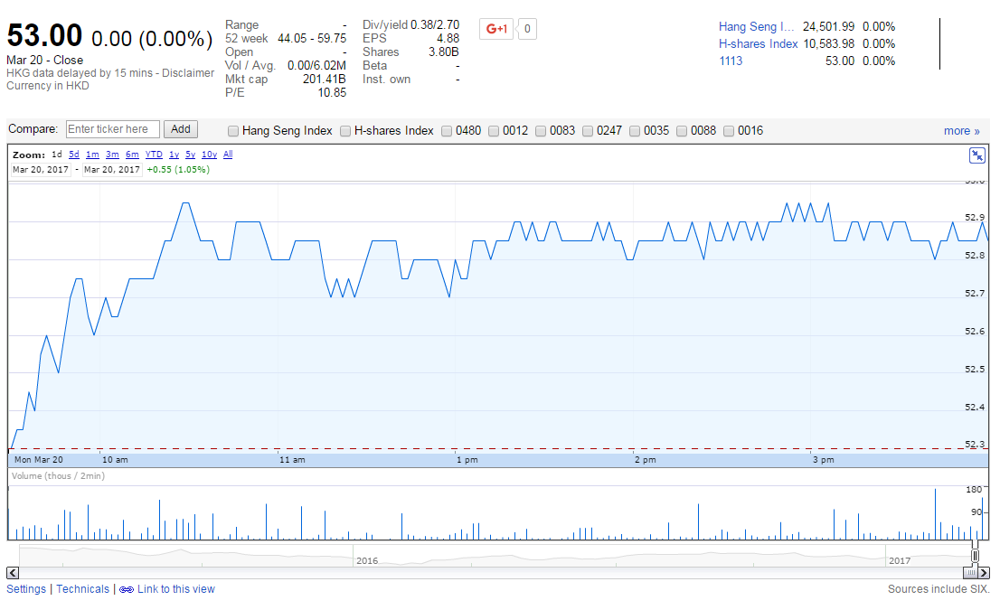 53.00 0.00 (0.00%)
Mar 20 - Close
HKG data delayed by 15 mins - Disclaimer
Currency in HKD
Range -
52 week 44.05 - 59.75
Open -
Vol / Avg. 0.00/6.02M
Mkt cap 201.41B
P/E 10.85
Div/yield 0.38/2.70
EPS 4.88
Shares 3.80B
Beta -
Inst. own -
G+1 0
Hang Seng I... 24,501.99 0.00%
H-shares Index 10,583.98 0.00%
1113 53.00 0.00%
Compare: Enter ticker here Add Hang Seng Index H-shares Index 0480 0012 0083 0247 0035 0088 0016 more »
Zoom: 1d 5d 1m 3m 6m YTD 1y 5y 10y All
Mar 20, 2017 - Mar 20, 2017 +0.55 (1.05%)
53.0
52.9
52.8
52.7
52.6
52.5
52.4
52.3
Mon Mar 20 10 am 11 am 1 pm 2 pm 3 pm
Volume (thous / 2min)
180
90
2016 2017
Settings | Technicals | Link to this view Sources include SIX.